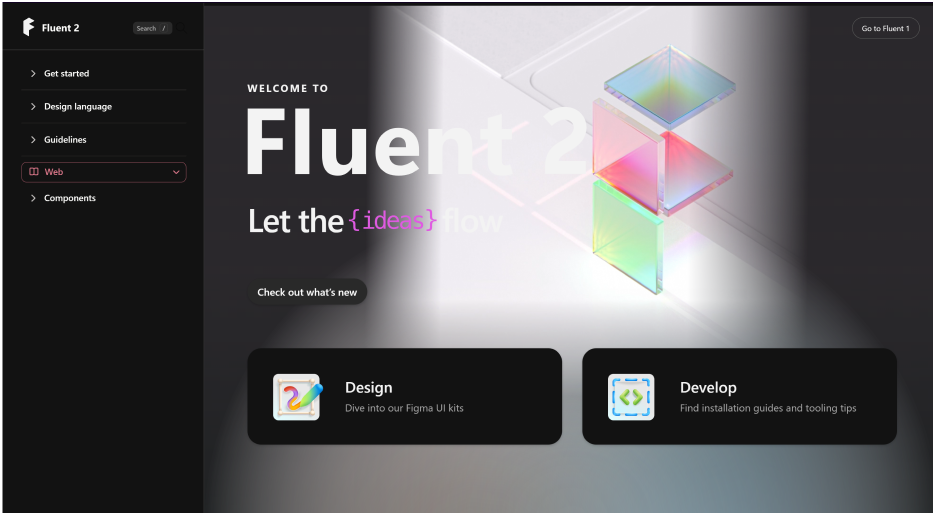 Fluent 2
Search /
Get started
Design language
Guidelines
Web
Components
Go to Fluent 1
WELCOME TO
Fluent 2
Let the {ideas} flow
Check out what's new
Design
Dive into our Figma UI kits
Develop
Find installation guides and tooling tips